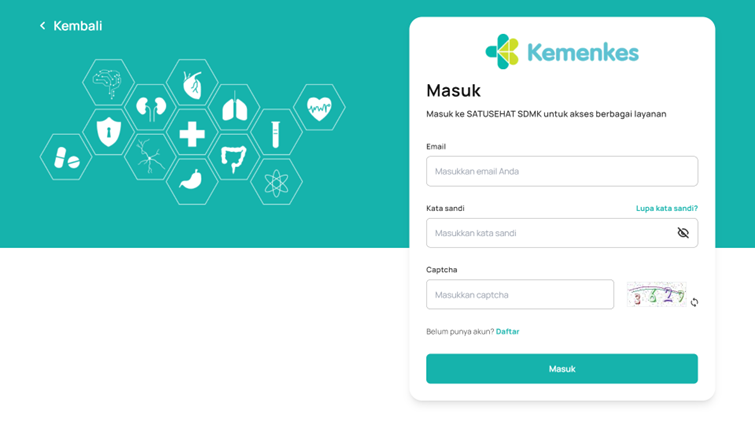 Kembali
Kemenkes
Masuk
Masuk ke SATUSEHAT SDMK untuk akses berbagai layanan
Email
Masukkan email Anda
Kata sandi
Lupa kata sandi?
Masukkan kata sandi
Captcha
Masukkan captcha
Belum punya akun? Daftar
Masuk